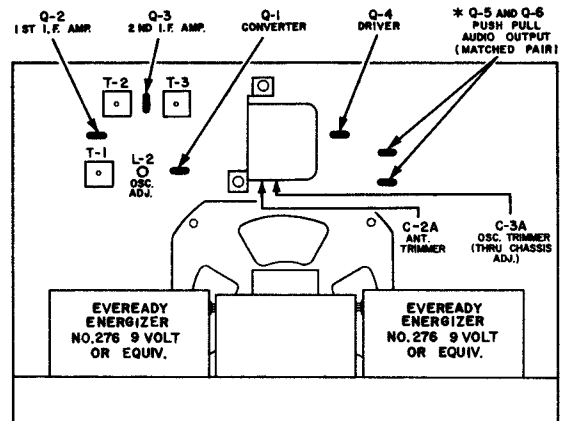 Q-2
1 ST I.F. AMP.
Q-3
2 ND I.F. AMP.
Q-1
CONVERTER
Q-4
DRIVER
* Q-5 AND Q-6
PUSH PULL
AUDIO OUTPUT
(MATCHED PAIR)
T-2
T-3
T-1
L-2
OSC.
ADJ.
C-2A
ANT.
TRIMMER
C-3A
OSC. TRIMMER
(THRU CHASSIS
ADJ.)
EVEREADY
ENERGIZER
NO.276 9 VOLT
OR EQUIV.
EVEREADY
ENERGIZER
NO.276 9 VOLT
OR EQUIV.